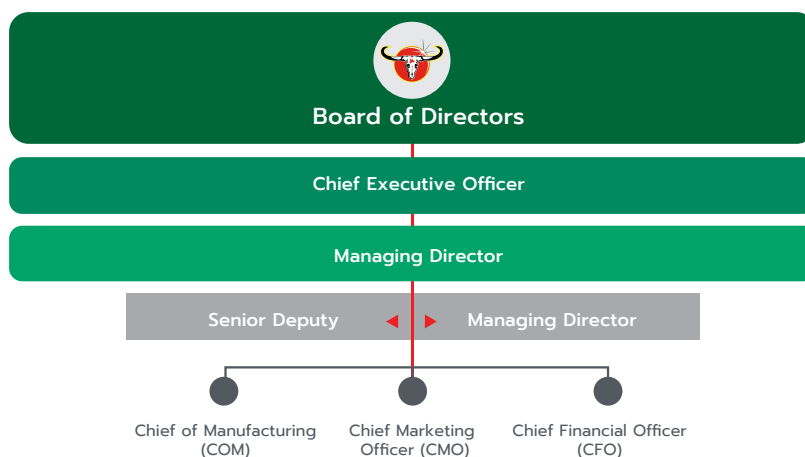 Board of Directors
Chief Executive Officer
Managing Director
Senior Deputy Managing Director
Chief of Manufacturing
(COM)
Chief Marketing
Officer (CMO)
Chief Financial Officer
(CFO)